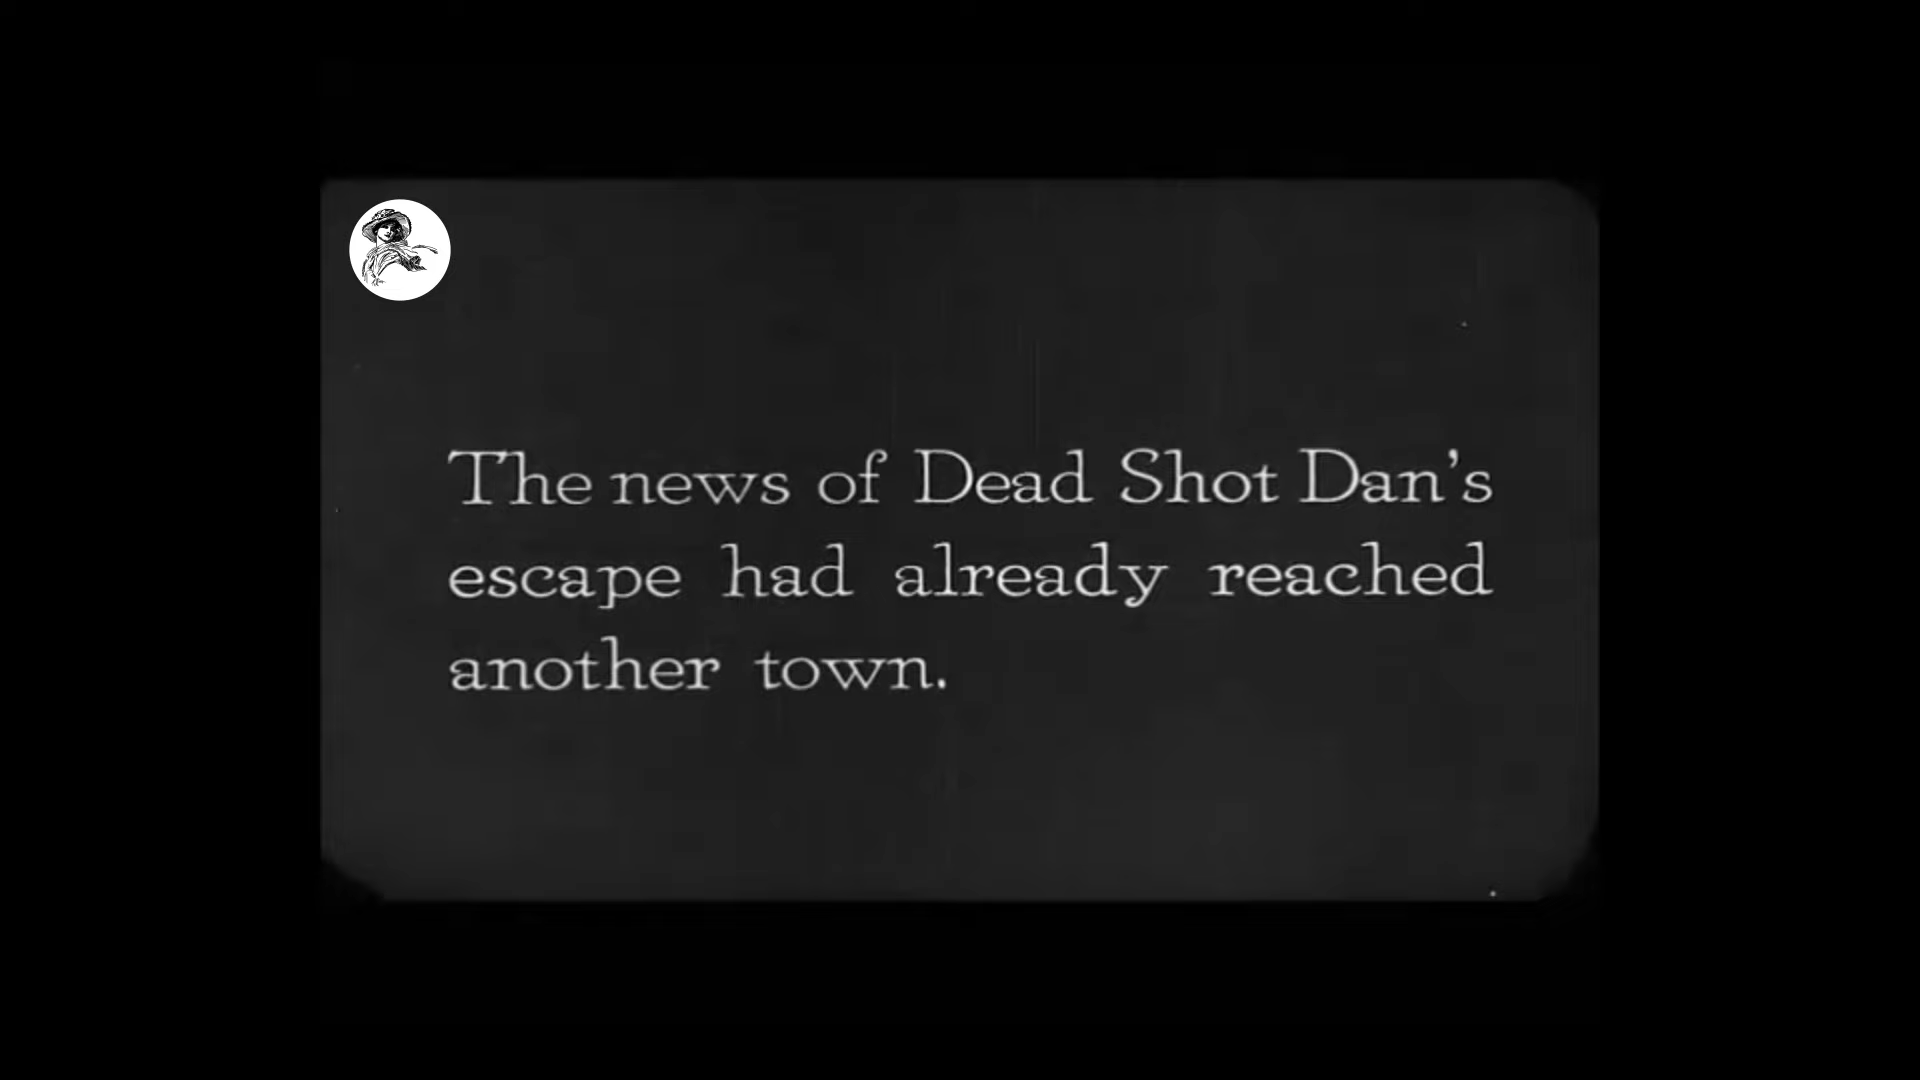 The news of Dead Shot Dan's
escape had already reached
another town.